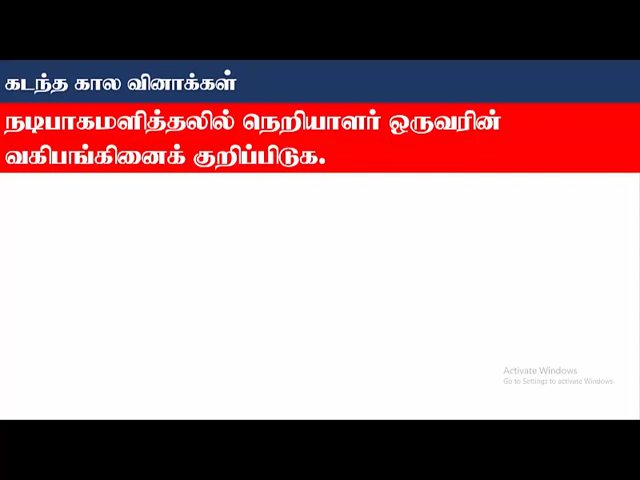 கடந்த கால வினாக்கள்
நடிபாகமளித்தலில் நெறியாளர் ஒருவரின்
வகிபங்கினைக் குறிப்பிடுக.
Activate Windows
Go to Settings to activate Windows.